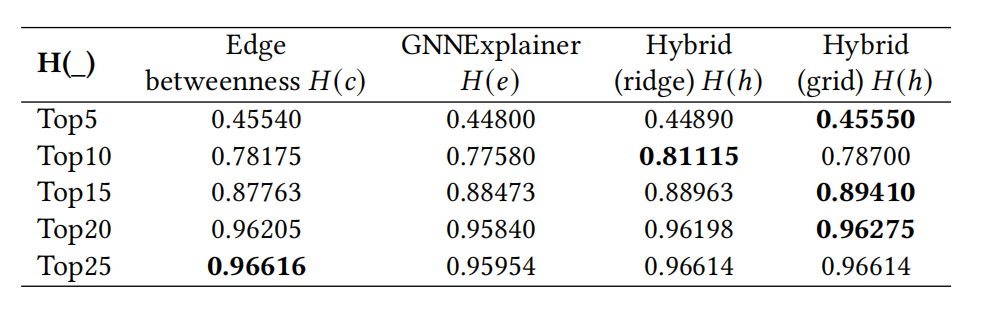 H(_) Edge betweenness H(c) GNNExplainer H(e) Hybrid (ridge) H(h) Hybrid (grid) H(h)
Top5 0.45540 0.44800 0.44890 0.45550
Top10 0.78175 0.77580 0.81115 0.78700
Top15 0.87763 0.88473 0.88963 0.89410
Top20 0.96205 0.95840 0.96198 0.96275
Top25 0.96616 0.95954 0.96614 0.96614